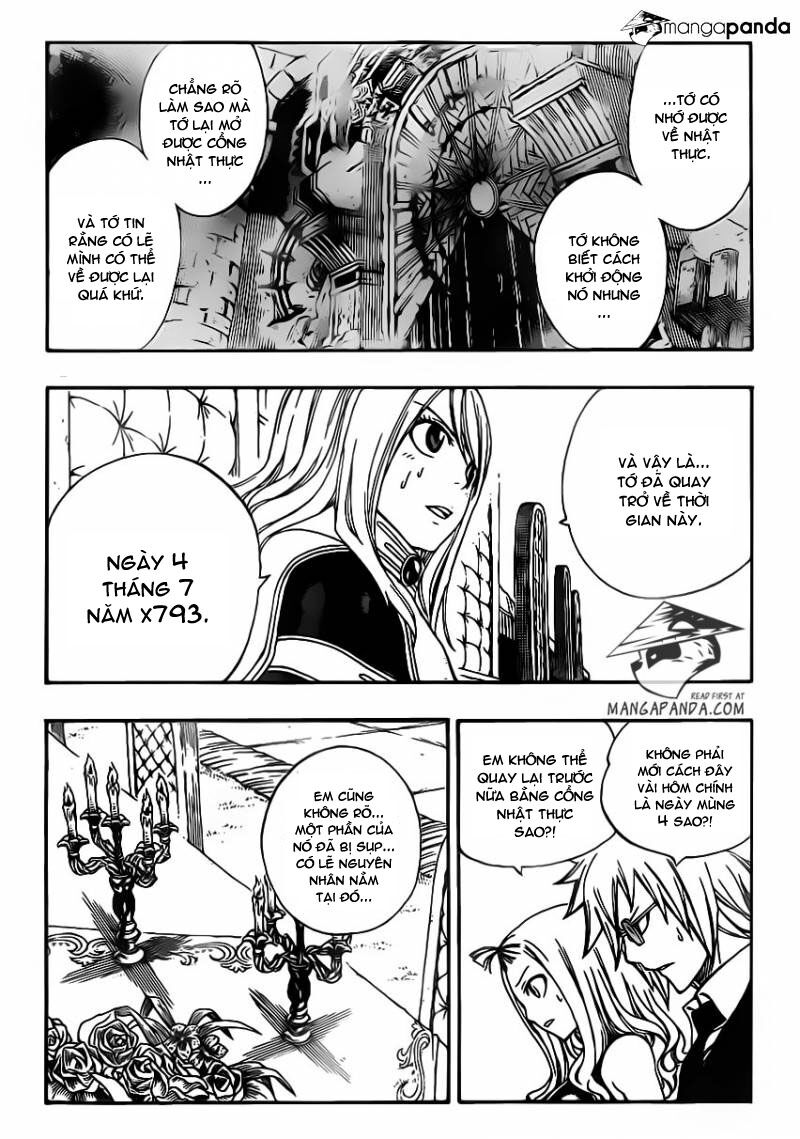 mangapanda
...TỚ CÓ
NHỚ ĐƯỢC
VỀ NHẬT
THỰC.
TỚ KHÔNG
BIẾT CÁCH
KHỞI ĐỘNG
NÓ NHƯNG
...
CHẲNG RÕ
LÀM SAO MÀ
TỚ LẠI MỞ
ĐƯỢC CỔNG
NHẬT THỰC
...
VÀ TỚ TIN
RẰNG CÓ LẼ
MÌNH CÓ THỂ
VỀ ĐƯỢC LẠI
QUÁ KHỨ.
VÀ VẬY LÀ...
TỚ ĐÃ QUAY
TRỞ VỀ THỜI
GIAN NÀY.
NGÀY 4
THÁNG 7
NĂM X793.
READ FIRST AT
MANGAPANDA.COM
KHÔNG PHẢI
MỚI CÁCH ĐÂY
VÀI HÔM CHÍNH
LÀ NGÀY MÙNG
4 SAO?!
EM KHÔNG THỂ
QUAY LẠI TRƯỚC
NỮA BẰNG CỔNG
NHẬT THỰC
SAO?!
EM CŨNG
KHÔNG RÕ...
MỘT PHẦN CỦA
NÓ ĐÃ BỊ SỤP...
CÓ LẼ NGUYÊN
NHÂN NẰM
TẠI ĐÓ...